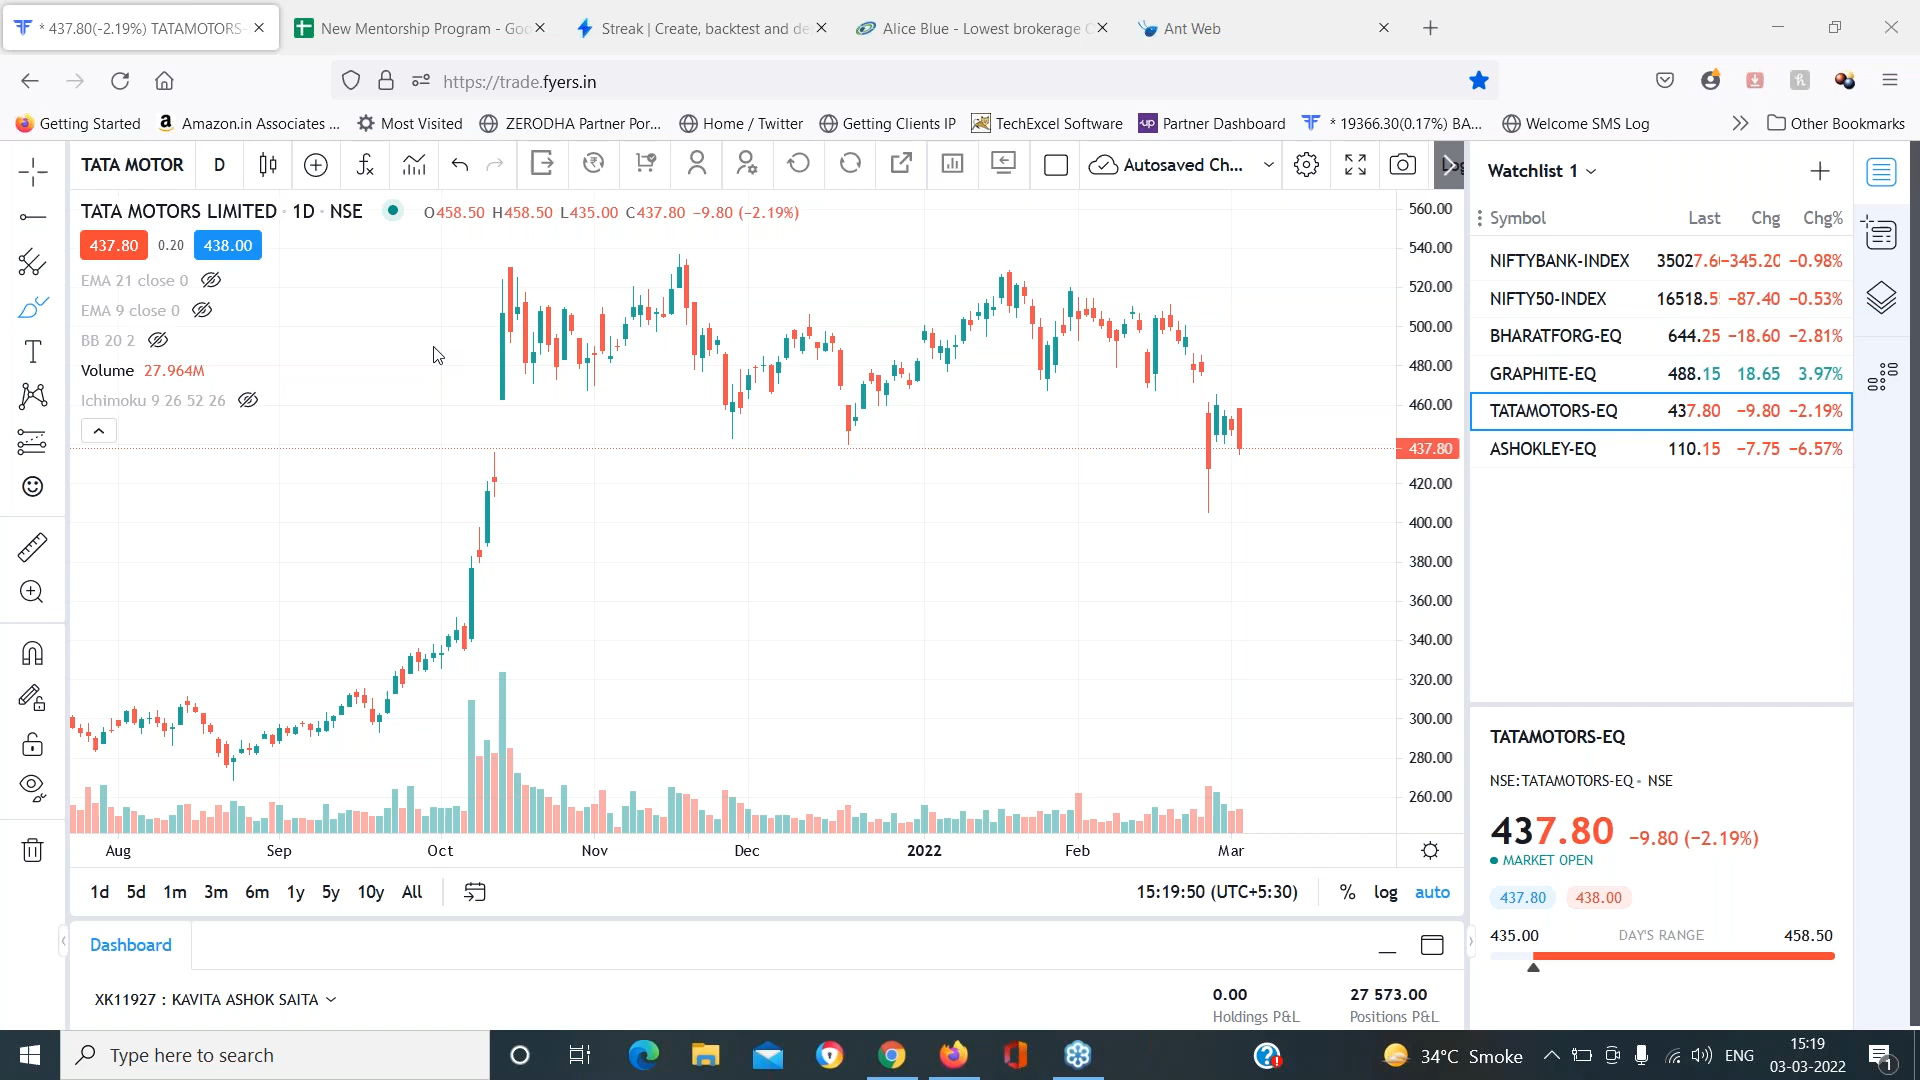 * 437.80(-2.19%) TATAMOTORS-
New Mentorship Program - Goo
Streak | Create, backtest and de
Alice Blue - Lowest brokerage
Ant Web
https://trade.fyers.in
Getting Started
Amazon.in Associates ...
Most Visited
ZERODHA Partner Por...
Home / Twitter
Getting Clients IP
TechExcel Software
up Partner Dashboard
* 19366.30(0.17%) BA...
Welcome SMS Log
Other Bookmarks
TATA MOTOR
D
Autosaved Ch...
Watchlist 1
TATA MOTORS LIMITED · 1D · NSE
O458.50 H458.50 L435.00 C437.80 −9.80 (−2.19%)
437.80 0.20 438.00
EMA 21 close 0
EMA 9 close 0
BB 20 2
Volume 27.964M
Ichimoku 9 26 52 26
560.00
540.00
520.00
500.00
480.00
460.00
437.80
420.00
400.00
380.00
360.00
340.00
320.00
300.00
280.00
260.00
Aug Sep Oct Nov Dec 2022 Feb Mar
1d 5d 1m 3m 6m 1y 5y 10y All
15:19:50 (UTC+5:30)
% log auto
Symbol Last Chg Chg%
NIFTYBANK-INDEX 35027.6 −345.20 −0.98%
NIFTY50-INDEX 16518.5 −87.40 −0.53%
BHARATFORG-EQ 644.25 −18.60 −2.81%
GRAPHITE-EQ 488.15 18.65 3.97%
TATAMOTORS-EQ 437.80 −9.80 −2.19%
ASHOKLEY-EQ 110.15 −7.75 −6.57%
TATAMOTORS-EQ
NSE:TATAMOTORS-EQ • NSE
437.80 −9.80 (−2.19%)
MARKET OPEN
437.80 438.00
435.00 DAY'S RANGE 458.50
Dashboard
XK11927 : KAVITA ASHOK SAITA
0.00
Holdings P&L
27 573.00
Positions P&L
Type here to search
34°C Smoke
ENG
15:19
03-03-2022
1